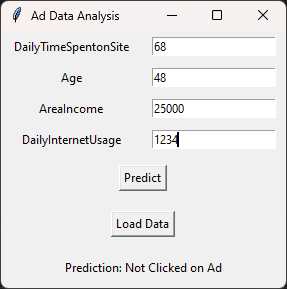 Ad Data Analysis
DailyTimeSpentonSite 68
Age 48
AreaIncome 25000
DailyInternetUsage 1234
Predict
Load Data
Prediction: Not Clicked on Ad